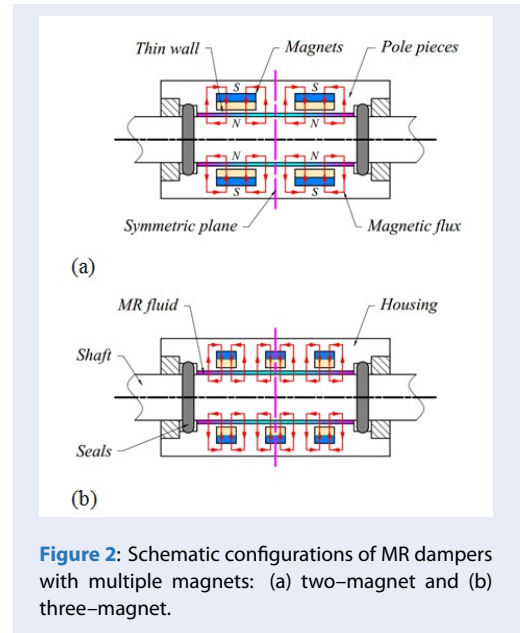 Thin wall
Magnets
Pole pieces
S S
N N
N N
S S
Symmetric plane
Magnetic flux
(a)
MR fluid
Housing
Shaft
Seals
(b)
Figure 2: Schematic configurations of MR dampers
with multiple magnets: (a) two–magnet and (b)
three–magnet.